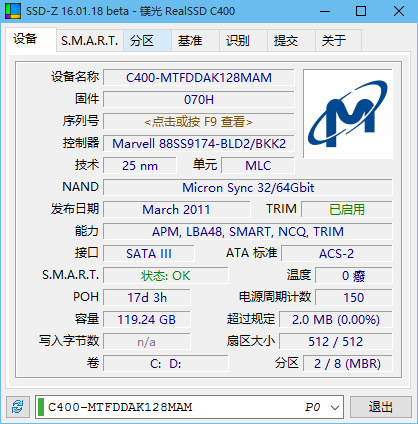 SSD-Z 16.01.18 beta - 镁光 RealSSD C400
设备 S.M.A.R.T. 分区 基准 识别 提交 关于
设备名称 C400-MTFDDAK128MAM
固件 070H
序列号 <点击或按 F9 查看>
控制器 Marvell 88SS9174-BLD2/BKK2
技术 25 nm 单元 MLC
NAND Micron Sync 32/64Gbit
发布日期 March 2011 TRIM 已启用
能力 APM, LBA48, SMART, NCQ, TRIM
接口 SATA III ATA 标准 ACS-2
S.M.A.R.T. 状态: OK 温度 0 癈
POH 17d 3h 电源周期计数 150
容量 119.24 GB 超过规定 2.0 MB (0.00%)
写入字节数 n/a 扇区大小 512 / 512
卷 C: D: 分区 2 / 8 (MBR)
C400-MTFDDAK128MAM P0 退出